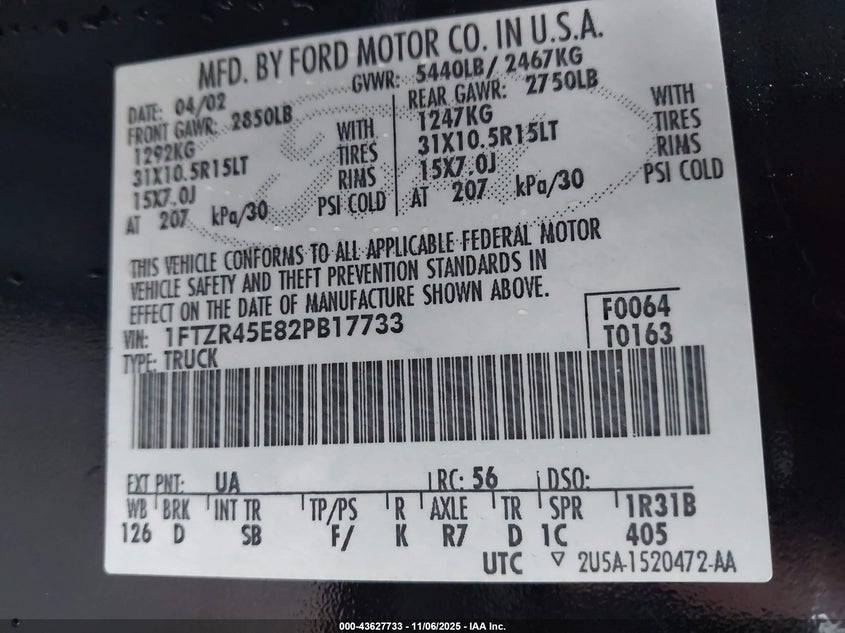 MFD. BY FORD MOTOR CO. IN U.S.A.
DATE: 04/02 GVWR: 5440LB/ 2467KG
FRONT GAWR: 2850LB REAR GAWR: 2750LB
1292KG WITH 1247KG WITH
31X10.5R15LT TIRES 31X10.5R15LT TIRES
15X7.0J RIMS 15X7.0J RIMS
AT 207 kPa/30 PSI COLD AT 207 kPa/30 PSI COLD
THIS VEHICLE CONFORMS TO ALL APPLICABLE FEDERAL MOTOR
VEHICLE SAFETY AND THEFT PREVENTION STANDARDS IN
EFFECT ON THE DATE OF MANUFACTURE SHOWN ABOVE.
VIN: 1FTZR45E82PB17733 F0064
TYPE: TRUCK T0163
EXT PNT: UA RC: 56 DSO:
WB BRK INT TR TP/PS R AXLE TR SPR 1R31B
126 D SB F/ K R7 D 1C 405
UTC ▽ 2U5A-1520472-AA
000-43627733 - 11/06/2025 - IAA Inc.